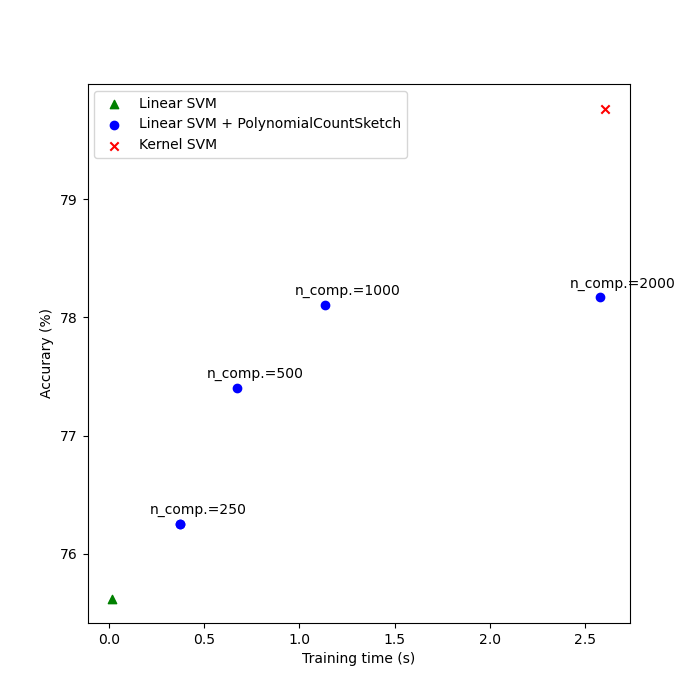 Linear SVM
Linear SVM + PolynomialCountSketch
Kernel SVM
79
n_comp.=2000
n_comp.=1000
78
Accurary (%)
n_comp.=500
77
n_comp.=250
76
0.0 0.5 1.0 1.5 2.0 2.5
Training time (s)